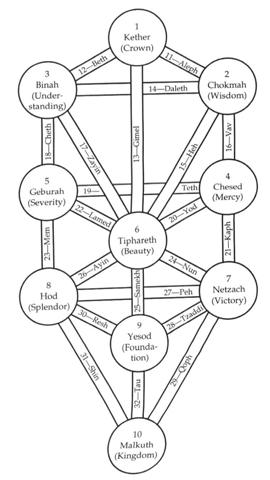 1
Kether
(Crown)
12—Beth
11—Aleph
3
Binah
(Under-
standing)
2
Chokmah
(Wisdom)
14—Daleth
13—Gimel
18—Cheth
17—Zayin
15—Heh
16—Vav
5
Geburah
(Severity)
4
Chesed
(Mercy)
19—
Teth
22—Lamed
20—Yod
6
Tiphareth
(Beauty)
23—Mem
21—Kaph
26—Ayin
25—Samekh
24—Nun
8
Hod
(Splendor)
7
Netzach
(Victory)
27—Peh
30—Resh
28—Tzaddi
9
Yesod
(Founda-
tion)
31—Shin
32—Tau
29—Qoph
10
Malkuth
(Kingdom)